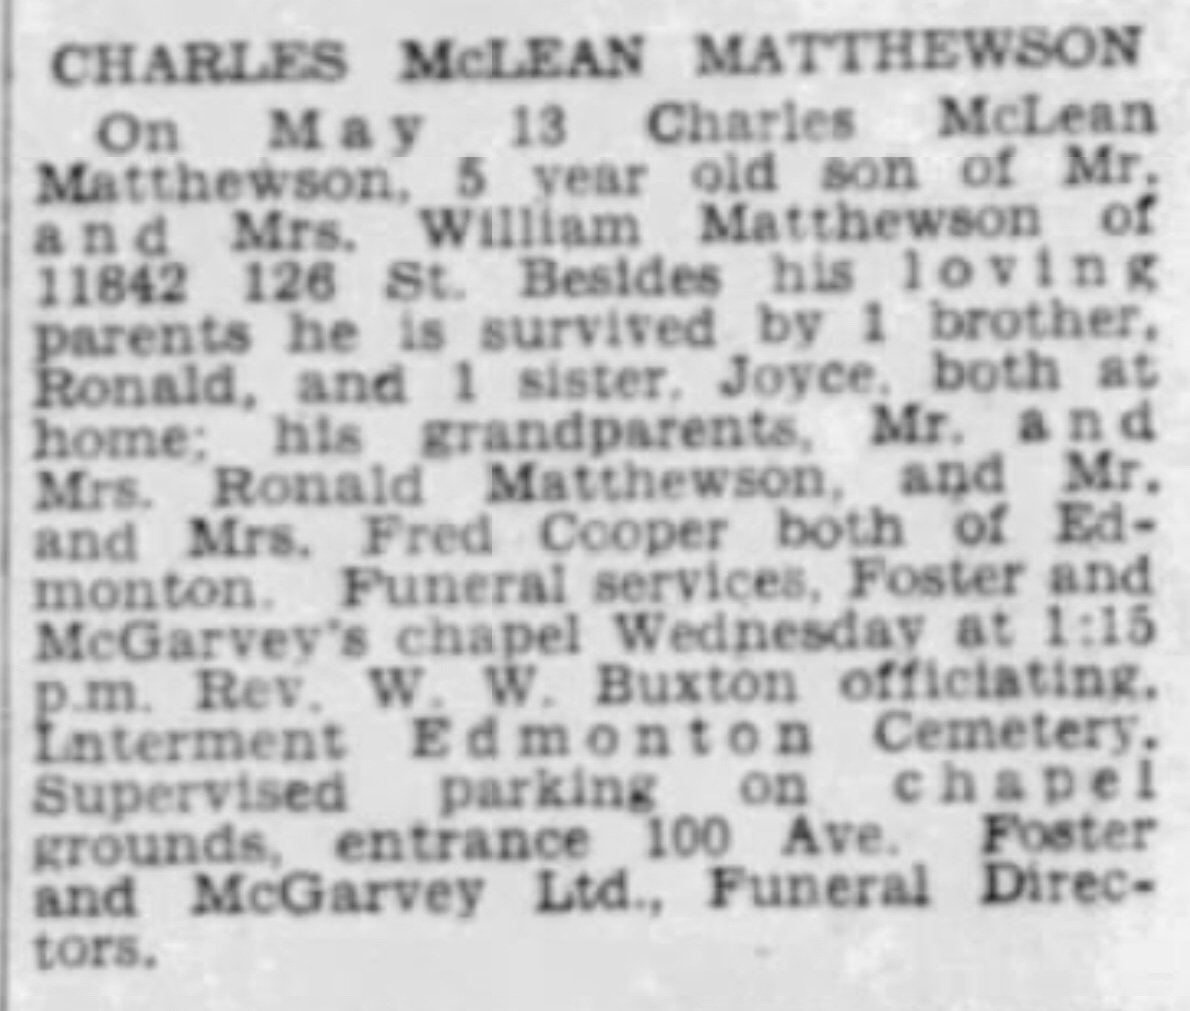 CHARLES McLEAN MATTHEWSON
On May 13 Charles McLean
Matthewson, 5 year old son of Mr.
and Mrs. William Matthewson of
11842 126 St. Besides his loving
parents he is survived by 1 brother,
Ronald, and 1 sister, Joyce, both at
home; his grandparents, Mr. and
Mrs. Ronald Matthewson, and Mr.
and Mrs. Fred Cooper both of Ed-
monton. Funeral services, Foster and
McGarvey's chapel Wednesday at 1:15
p.m. Rev. W. W. Buxton officiating.
Interment Edmonton Cemetery.
Supervised parking on chapel
grounds, entrance 100 Ave. Foster
and McGarvey Ltd., Funeral Direc-
tors.